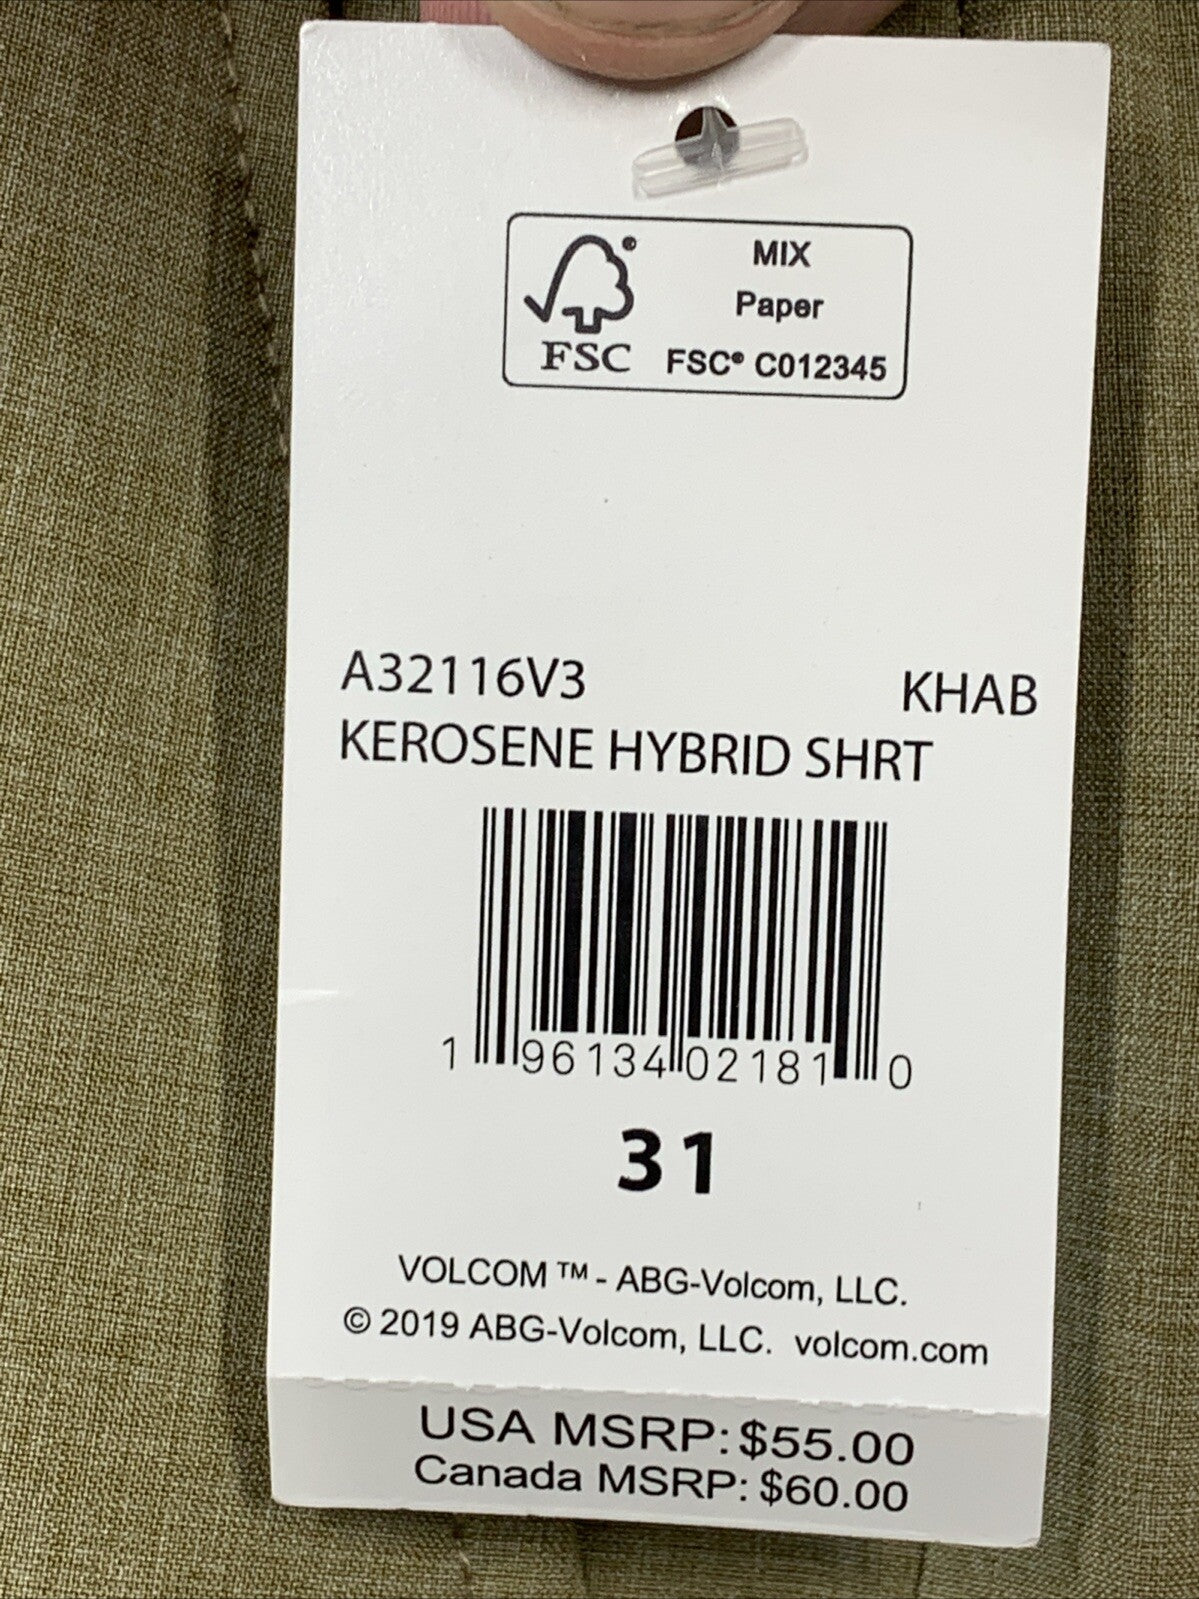 MIX
Paper
FSC® FSC® C012345
A32116V3 KHAB
KEROSENE HYBRID SHRT
1 96134 02181 0
31
VOLCOM ™ - ABG-Volcom, LLC.
© 2019 ABG-Volcom, LLC. volcom.com
USA MSRP: $55.00
Canada MSRP: $60.00